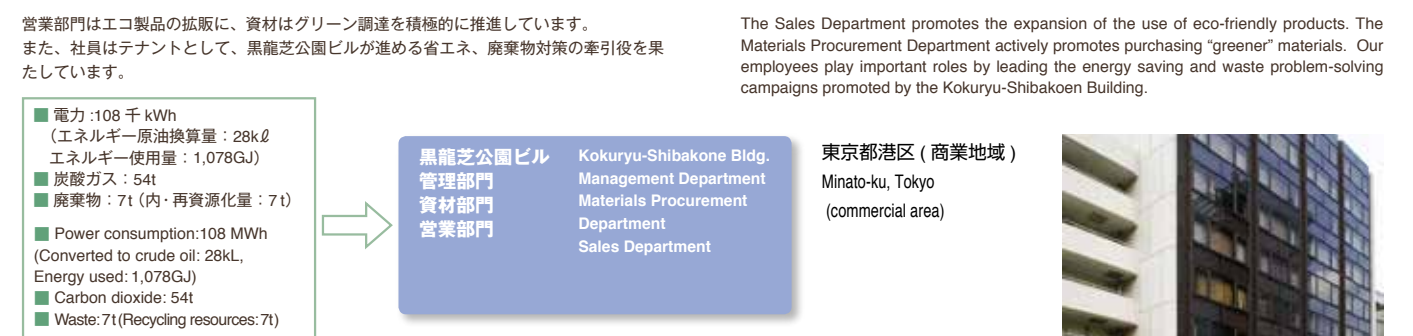 営業部門はエコ製品の拡販に、資材はグリーン調達を積極的に推進しています。
また、社員はテナントとして、黒龍芝公園ビルが進める省エネ、廃棄物対策の牽引役を果
たしています。
The Sales Department promotes the expansion of the use of eco-friendly products. The
Materials Procurement Department actively promotes purchasing “greener” materials. Our
employees play important roles by leading the energy saving and waste problem-solving
campaigns promoted by the Kokuryu-Shibakoen Building.
■ 電力 :108 千 kWh
（エネルギー原油換算量：28kℓ
エネルギー使用量：1,078GJ）
■ 炭酸ガス：54t
■ 廃棄物：7t（内・再資源化量：7t）
■ Power consumption:108 MWh
(Converted to crude oil: 28kL,
Energy used: 1,078GJ)
■ Carbon dioxide: 54t
■ Waste:7t(Recycling resources:7t)
黒龍芝公園ビル
管理部門
資材部門
営業部門
Kokuryu-Shibakone Bldg.
Management Department
Materials Procurement
Department
Sales Department
東京都港区 ( 商業地域 )
Minato-ku, Tokyo
(commercial area)